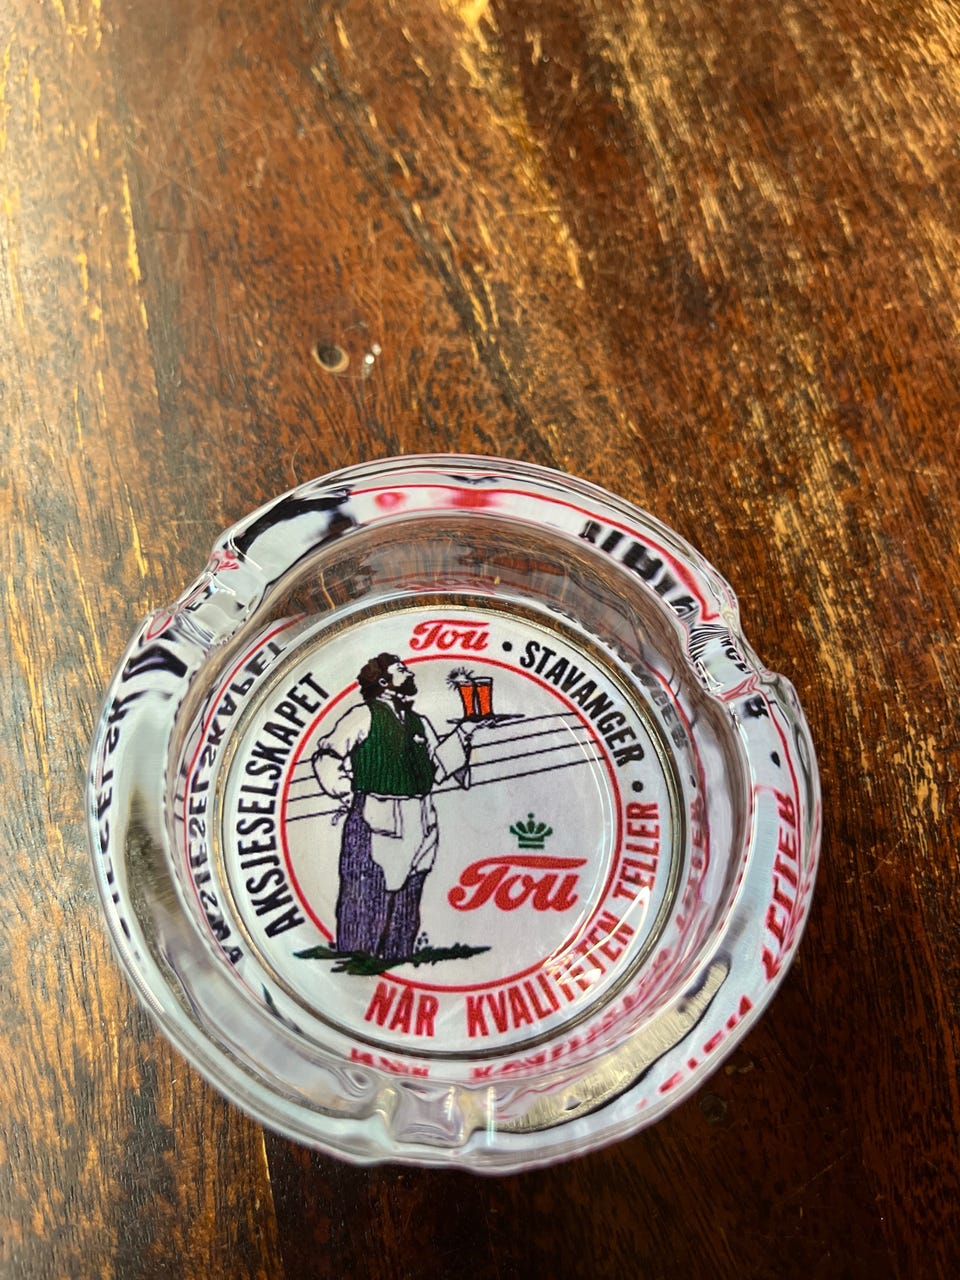 AKSJESELSKAPET Tou • STAVANGER •
NÅR KVALITETEN TELLER •
Tou